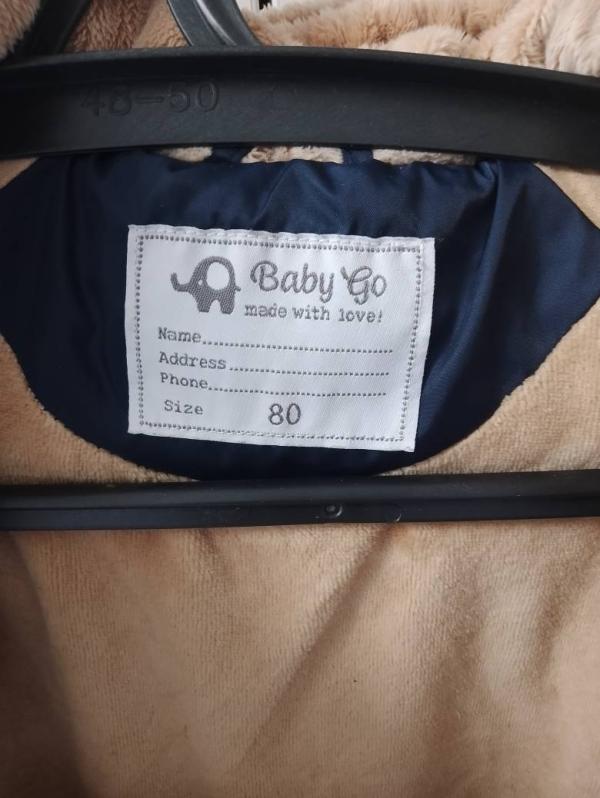 48-50
Baby Go
made with love!
Name
Address
Phone
Size 80